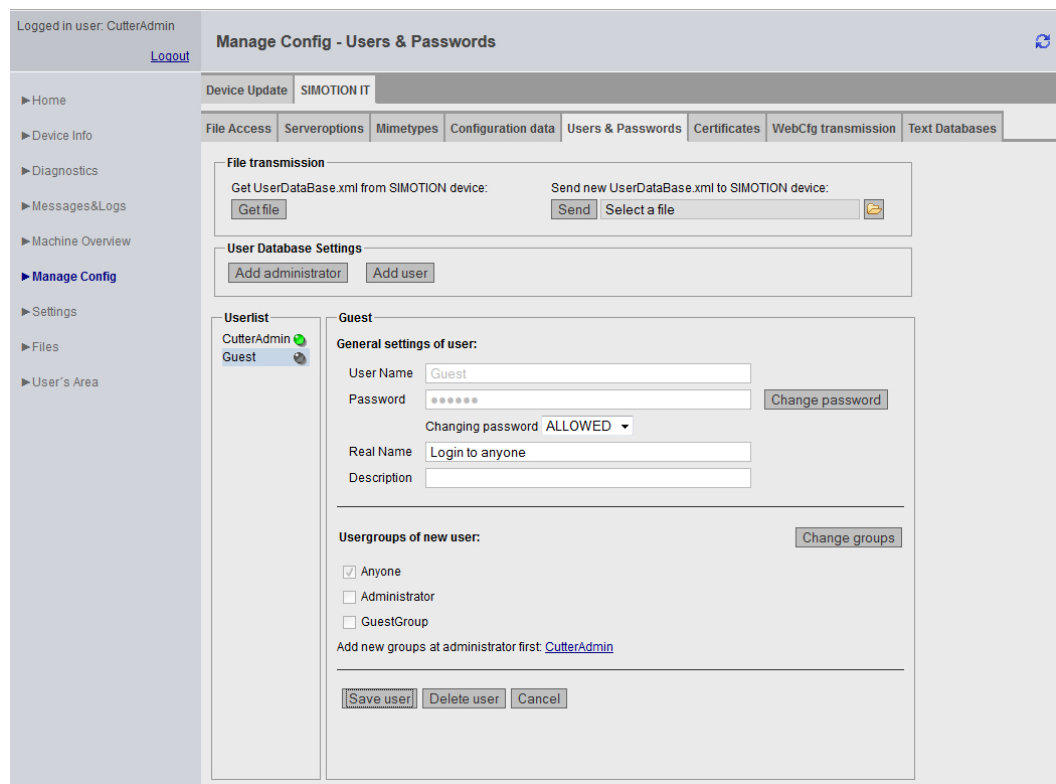 Logged in user: CutterAdmin
Logout
Manage Config - Users & Passwords
Device Update SIMOTION IT
►Home
►Device Info
►Diagnostics
►Messages&Logs
►Machine Overview
►Manage Config
►Settings
►Files
►User's Area
File Access Serveroptions Mimetypes Configuration data Users & Passwords Certificates WebCfg transmission Text Databases
File transmission
Get UserDataBase.xml from SIMOTION device: Send new UserDataBase.xml to SIMOTION device:
Get file Send Select a file
User Database Settings
Add administrator Add user
Userlist
CutterAdmin
Guest
Guest
General settings of user:
User Name Guest
Password ●●●●●● Change password
Changing password ALLOWED
Real Name Login to anyone
Description
Usergroups of new user: Change groups
Anyone
Administrator
GuestGroup
Add new groups at administrator first: CutterAdmin
Save user Delete user Cancel